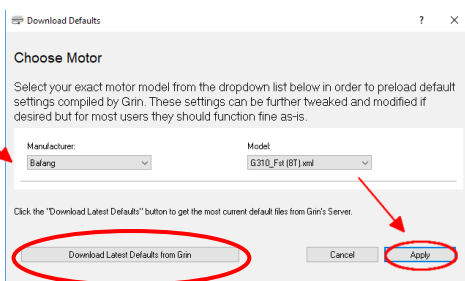 Download Defaults
Choose Motor
Select your exact motor model from the dropdown list below in order to preload default
settings compiled by Grin. These settings can be further tweaked and modified if
desired but for most users they should function fine as-is.
Manufacturer: Model:
Bafang G310_Fst (8T).xml
Click the "Download Latest Defaults" button to get the most current default files from Grin's Server.
Download Latest Defaults from Grin Cancel Apply